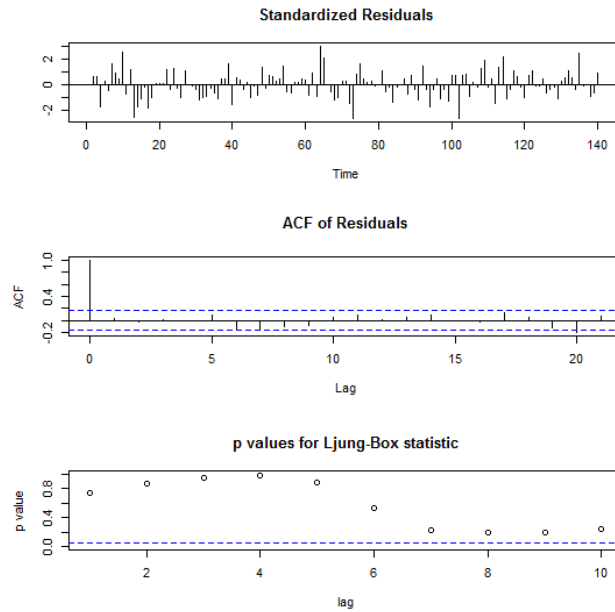 Standardized Residuals
2
0
-2
0 20 40 60 80 100 120 140
Time
ACF of Residuals
1.0
0.4
-0.2
ACF
0 5 10 15 20
Lag
p values for Ljung-Box statistic
0.8
0.4
0.0
p value
2 4 6 8 10
lag